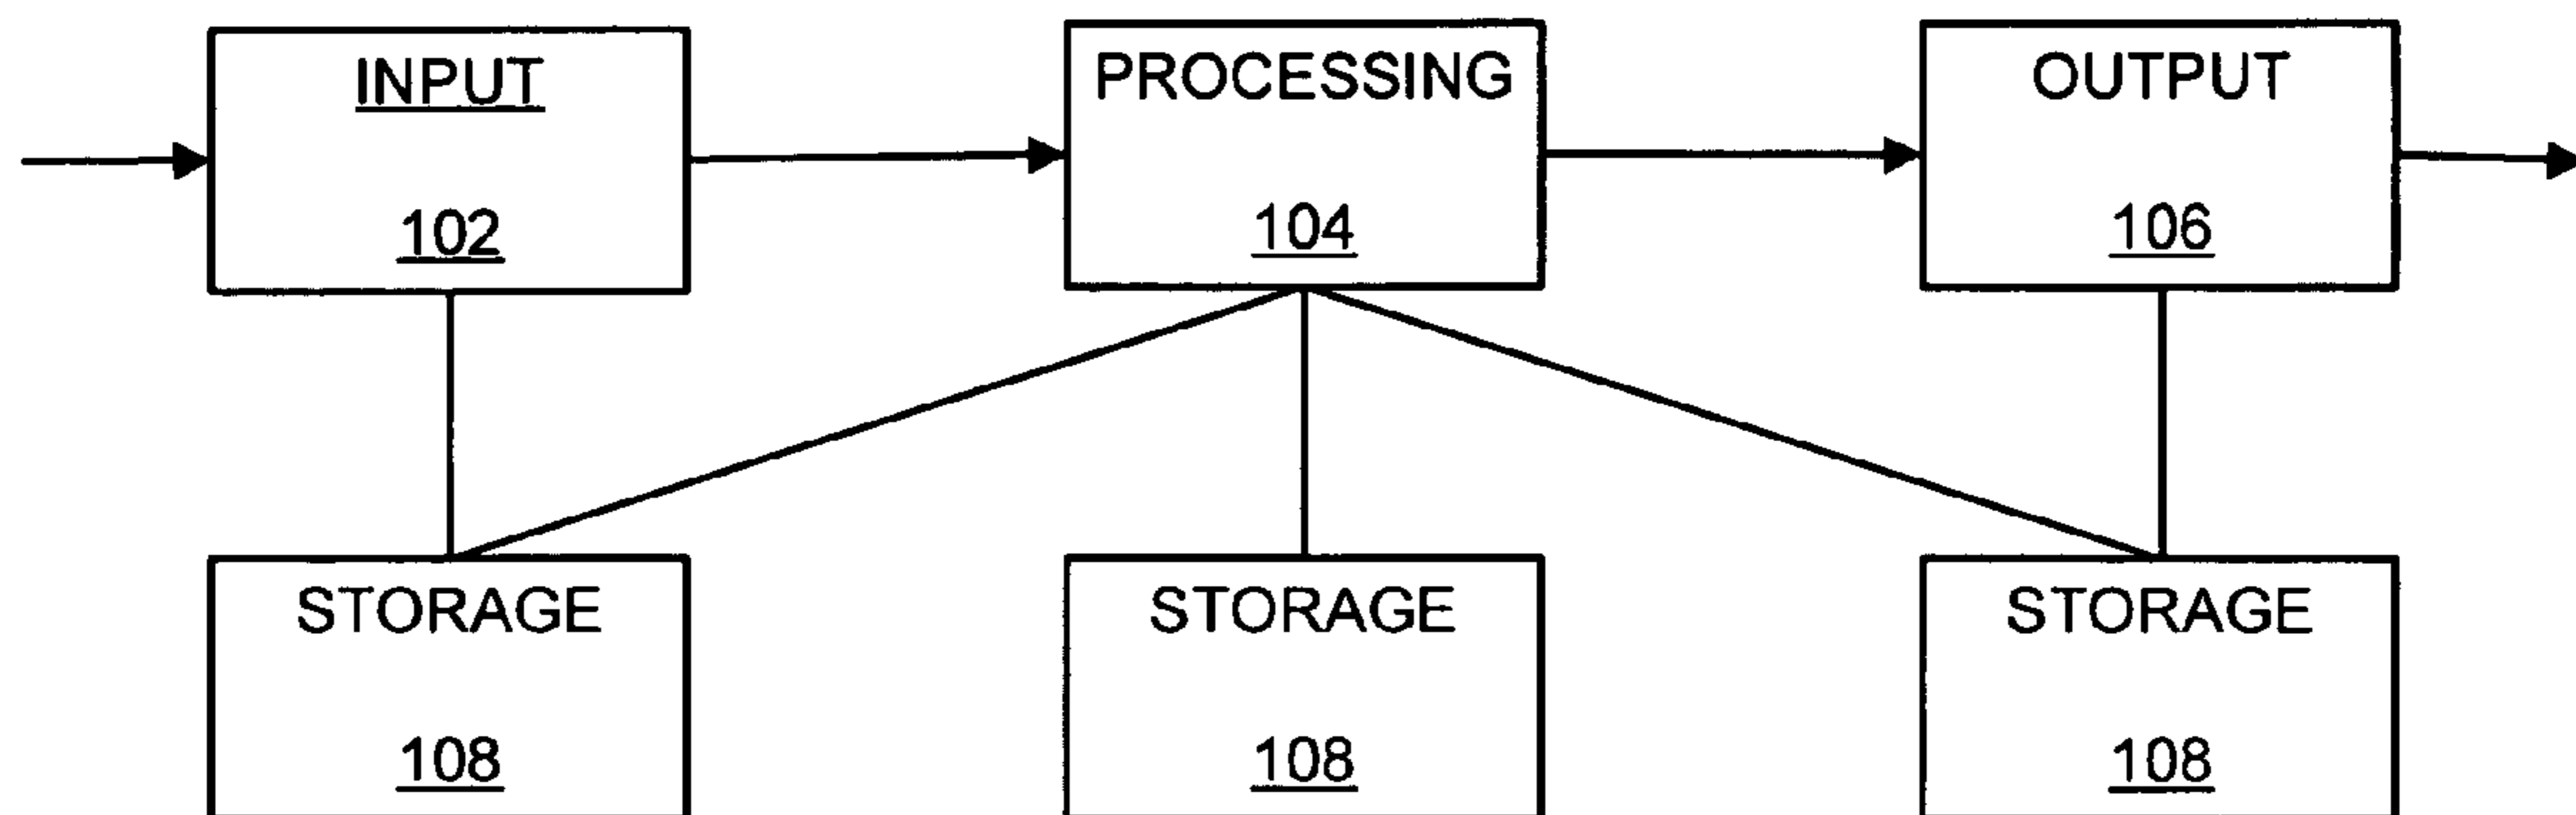 INPUT
PROCESSING
OUTPUT
102
104
106
STORAGE
STORAGE
STORAGE
108
108
108